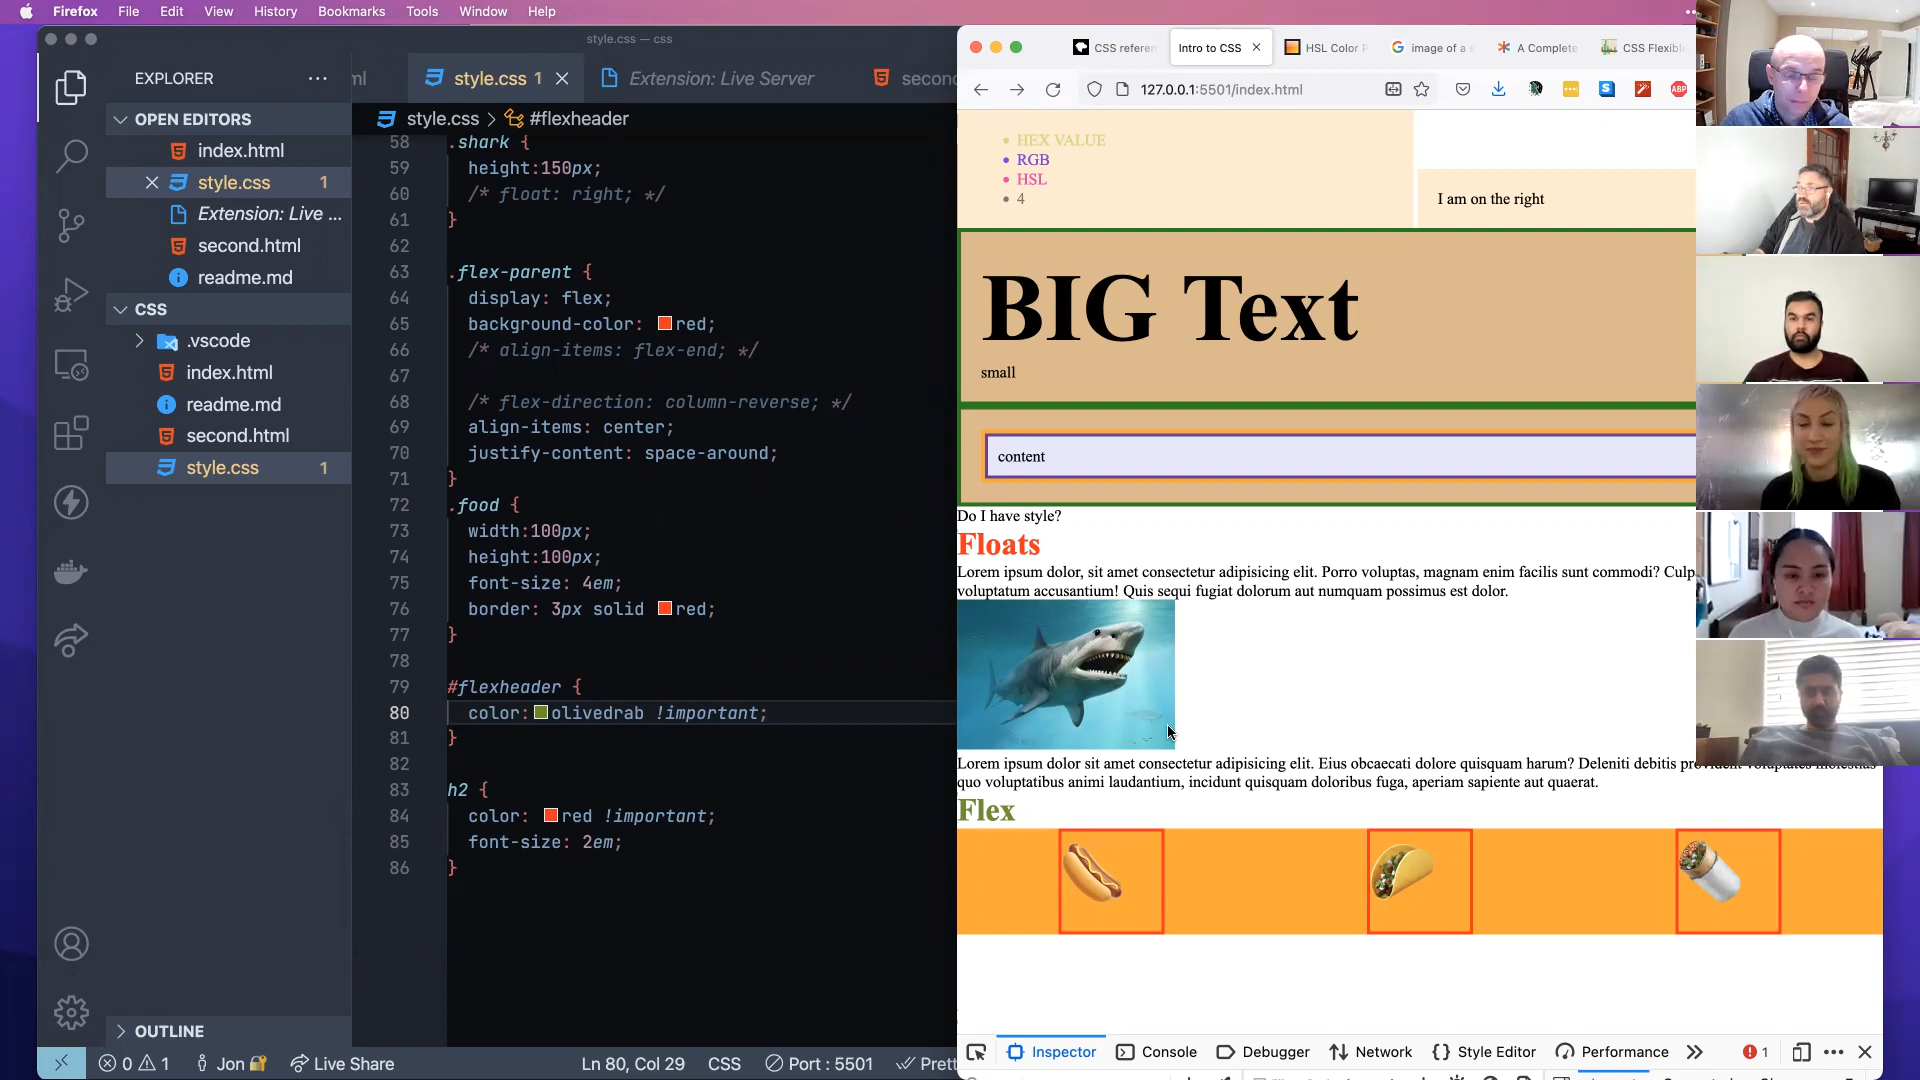 Firefox File Edit View History Bookmarks Tools Window Help
style.css — css
EXPLORER
ml
style.css 1
Extension: Live Server
secon
OPEN EDITORS
index.html
style.css 1
Extension: Live ...
second.html
readme.md
CSS
.vscode
index.html
readme.md
second.html
style.css 1
OUTLINE
style.css > #flexheader
58 .shark {
59 height:150px;
60 /* float: right; */
61 }
62
63 .flex-parent {
64 display: flex;
65 background-color: red;
66 /* align-items: flex-end; */
67
68 /* flex-direction: column-reverse; */
69 align-items: center;
70 justify-content: space-around;
71 }
72 .food {
73 width:100px;
74 height:100px;
75 font-size: 4em;
76 border: 3px solid red;
77 }
78
79 #flexheader {
80 color: olivedrab !important;
81 }
82
83 h2 {
84 color: red !important;
85 font-size: 2em;
86 }
0 1 Jon Live Share Ln 80, Col 29 CSS Port : 5501 Prett
CSS referen
Intro to CSS
HSL Color P
image of a s
A Complete
CSS Flexibl
127.0.0.1:5501/index.html
ABP
HEX VALUE
RGB
HSL
4
I am on the right
BIG Text
small
content
Do I have style?
Floats
Lorem ipsum dolor, sit amet consectetur adipisicing elit. Porro voluptas, magnam enim facilis sunt commodi? Culp
voluptatum accusantium! Quis sequi fugiat dolorum aut numquam possimus est dolor.
Lorem ipsum dolor sit amet consectetur adipisicing elit. Eius obcaecati dolore quisquam harum? Deleniti debitis provident voluptates molestias
quo voluptatibus animi laudantium, incidunt quisquam doloribus fuga, aperiam sapiente aut quaerat.
Flex
Inspector Console Debugger Network Style Editor Performance 1